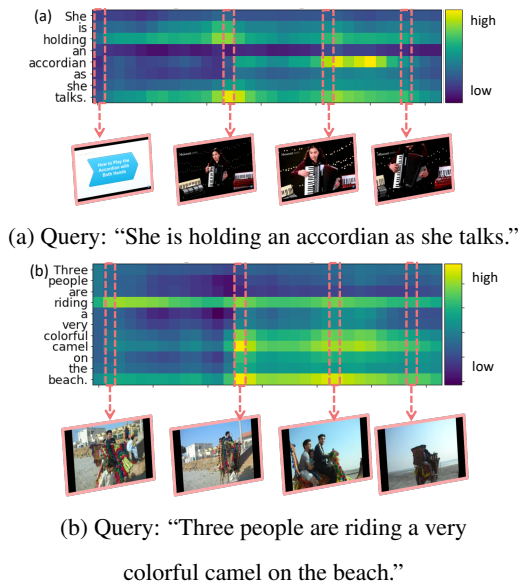 (a)
She
is
holding
an
accordian
as
she
talks.
high
low
How to Play the
Accordion with
Both Hands
(a) Query: “She is holding an accordian as she talks.”
(b)
Three
people
are
riding
a
very
colorful
camel
on
the
beach.
high
low
(b) Query: “Three people are riding a very
colorful camel on the beach.”